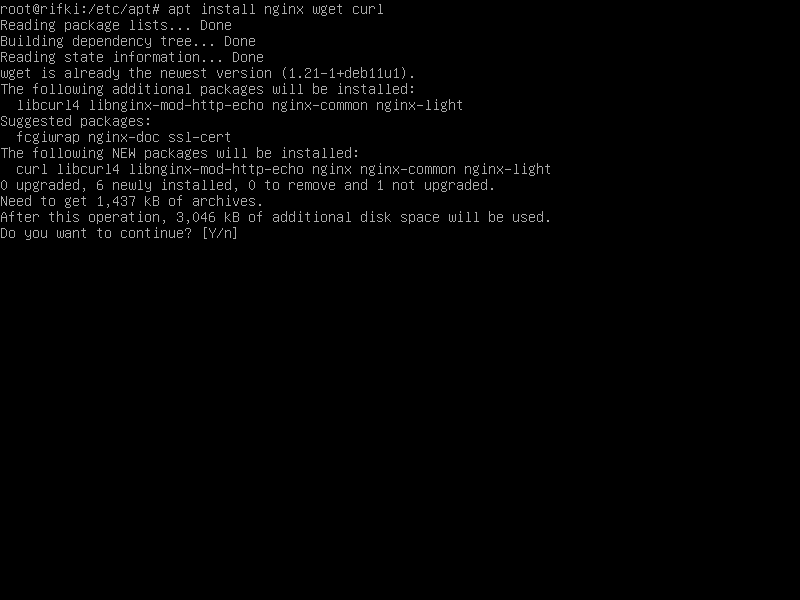 root@rifki:/etc/apt# apt install nginx wget curl
Reading package lists... Done
Building dependency tree... Done
Reading state information... Done
wget is already the newest version (1.21-1+deb11u1).
The following additional packages will be installed:
  libcurl4 libnginx-mod-http-echo nginx-common nginx-light
Suggested packages:
  fcgiwrap nginx-doc ssl-cert
The following NEW packages will be installed:
  curl libcurl4 libnginx-mod-http-echo nginx nginx-common nginx-light
0 upgraded, 6 newly installed, 0 to remove and 1 not upgraded.
Need to get 1,437 kB of archives.
After this operation, 3,046 kB of additional disk space will be used.
Do you want to continue? [Y/n]